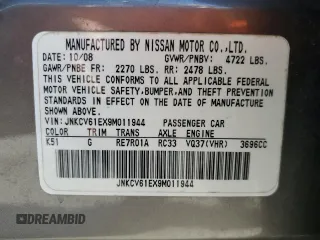 MANUFACTURED BY NISSAN MOTOR CO.,LTD.
DATE: 10/08 GVWR/PNBV: 4722 LBS.
GAWR/PNBE FR: 2270 LBS. RR: 2478 LBS.
THIS VEHICLE CONFORMS TO ALL APPLICABLE FEDERAL
MOTOR VEHICLE SAFETY,BUMPER,AND THEFT PREVENTION
STANDARDS IN EFFECT ON THE DATE OF MANUFACTURE
SHOWN ABOVE.
VIN: JNKCV61EX9M011944 PASSENGER CAR
COLOR TRIM TRANS AXLE ENGINE
K51 G RE7R01A RC33 VQ37(VHR) 3696CC
JNKCV61EX9M011944
DREAMBID